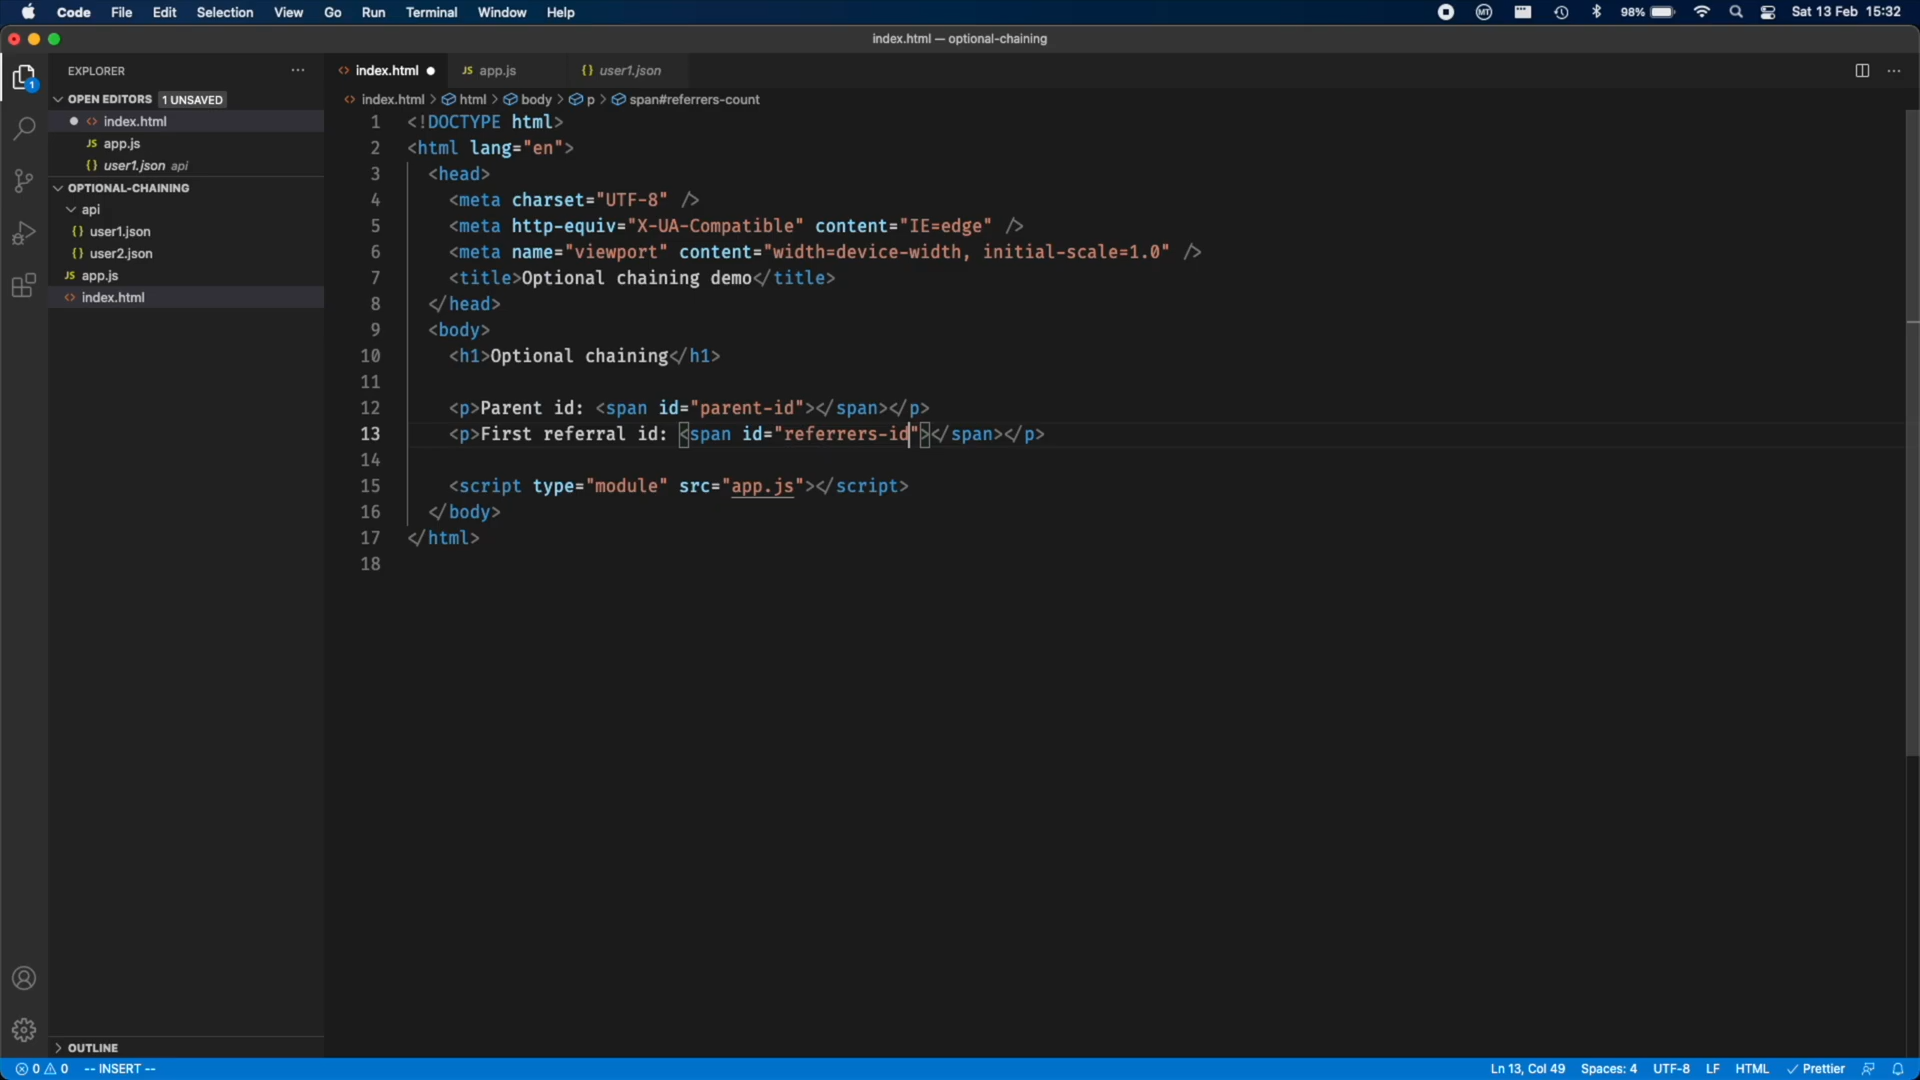 Code File Edit Selection View Go Run Terminal Window Help
MT 98% Sat 13 Feb 15:32
index.html — optional-chaining
EXPLORER ···
OPEN EDITORS 1 UNSAVED
index.html
JS app.js
{} user1.json api
OPTIONAL-CHAINING
api
{} user1.json
{} user2.json
JS app.js
<> index.html
OUTLINE
1
<> index.html ● JS app.js {} user1.json
<> index.html > html > body > p > span#referrers-count
1 <!DOCTYPE html>
2 <html lang="en">
3 <head>
4 <meta charset="UTF-8" />
5 <meta http-equiv="X-UA-Compatible" content="IE=edge" />
6 <meta name="viewport" content="width=device-width, initial-scale=1.0" />
7 <title>Optional chaining demo</title>
8 </head>
9 <body>
10 <h1>Optional chaining</h1>
11
12 <p>Parent id: <span id="parent-id"></span></p>
13 <p>First referral id: <span id="referrers-id"></span></p>
14
15 <script type="module" src="app.js"></script>
16 </body>
17 </html>
18
0 0 -- INSERT --
Ln 13, Col 49 Spaces: 4 UTF-8 LF HTML Prettier